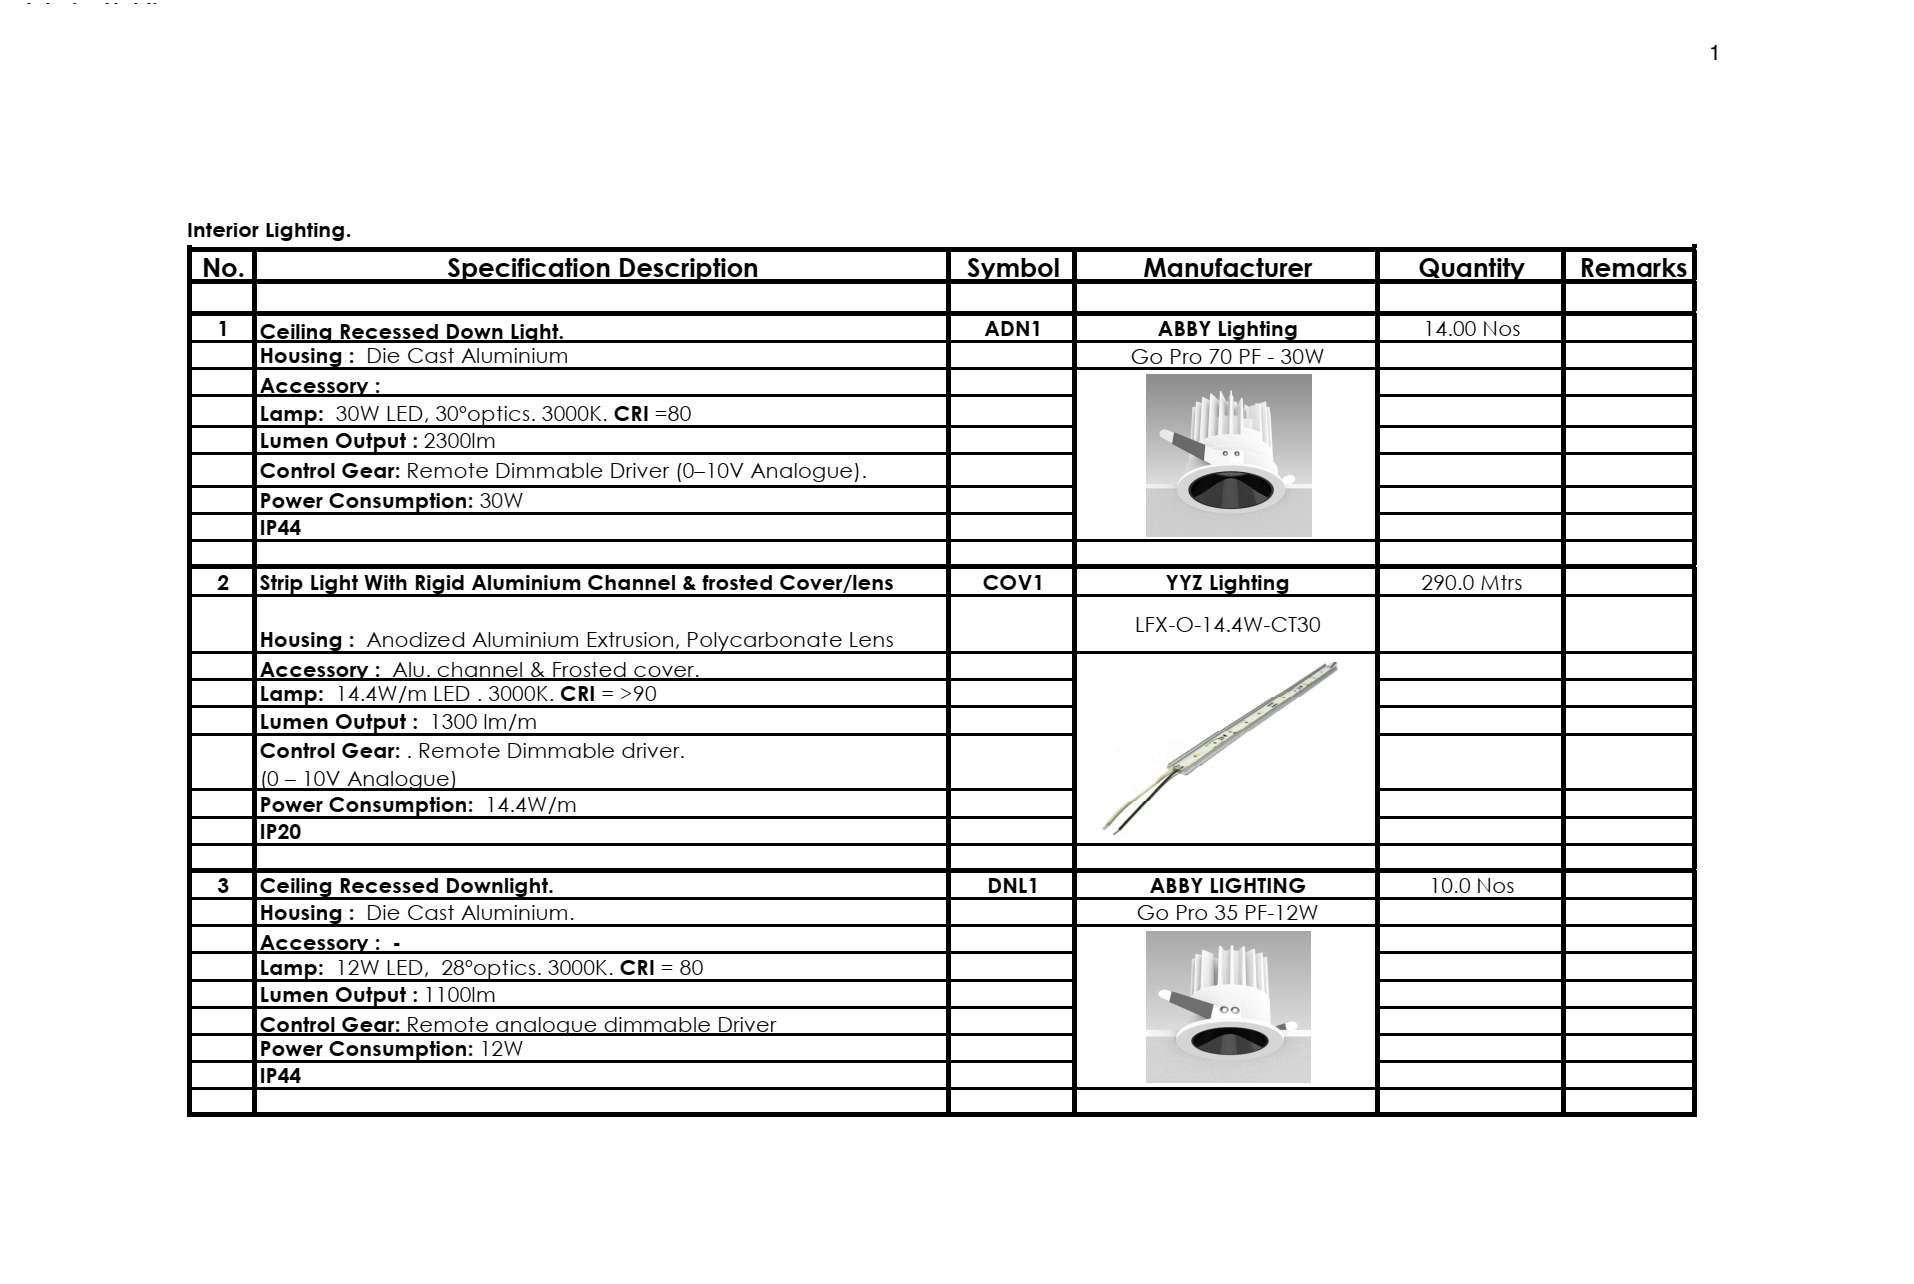 1
Interior Lighting.
No. Specification Description Symbol Manufacturer Quantity Remarks
1 Ceiling Recessed Down Light. ADN1 ABBY Lighting 14.00 Nos
Housing : Die Cast Aluminium Go Pro 70 PF - 30W
Accessory :
Lamp: 30W LED, 30°optics. 3000K. CRI =80
Lumen Output : 2300lm
Control Gear: Remote Dimmable Driver (0–10V Analogue).
Power Consumption: 30W
IP44
2 Strip Light With Rigid Aluminium Channel & frosted Cover/lens COV1 YYZ Lighting 290.0 Mtrs
Housing : Anodized Aluminium Extrusion, Polycarbonate Lens LFX-O-14.4W-CT30
Accessory : Alu. channel & Frosted cover.
Lamp: 14.4W/m LED . 3000K. CRI = >90
Lumen Output : 1300 lm/m
Control Gear: . Remote Dimmable driver.
(0 – 10V Analogue)
Power Consumption: 14.4W/m
IP20
3 Ceiling Recessed Downlight. DNL1 ABBY LIGHTING 10.0 Nos
Housing : Die Cast Aluminium. Go Pro 35 PF-12W
Accessory : -
Lamp: 12W LED, 28°optics. 3000K. CRI = 80
Lumen Output : 1100lm
Control Gear: Remote analogue dimmable Driver
Power Consumption: 12W
IP44